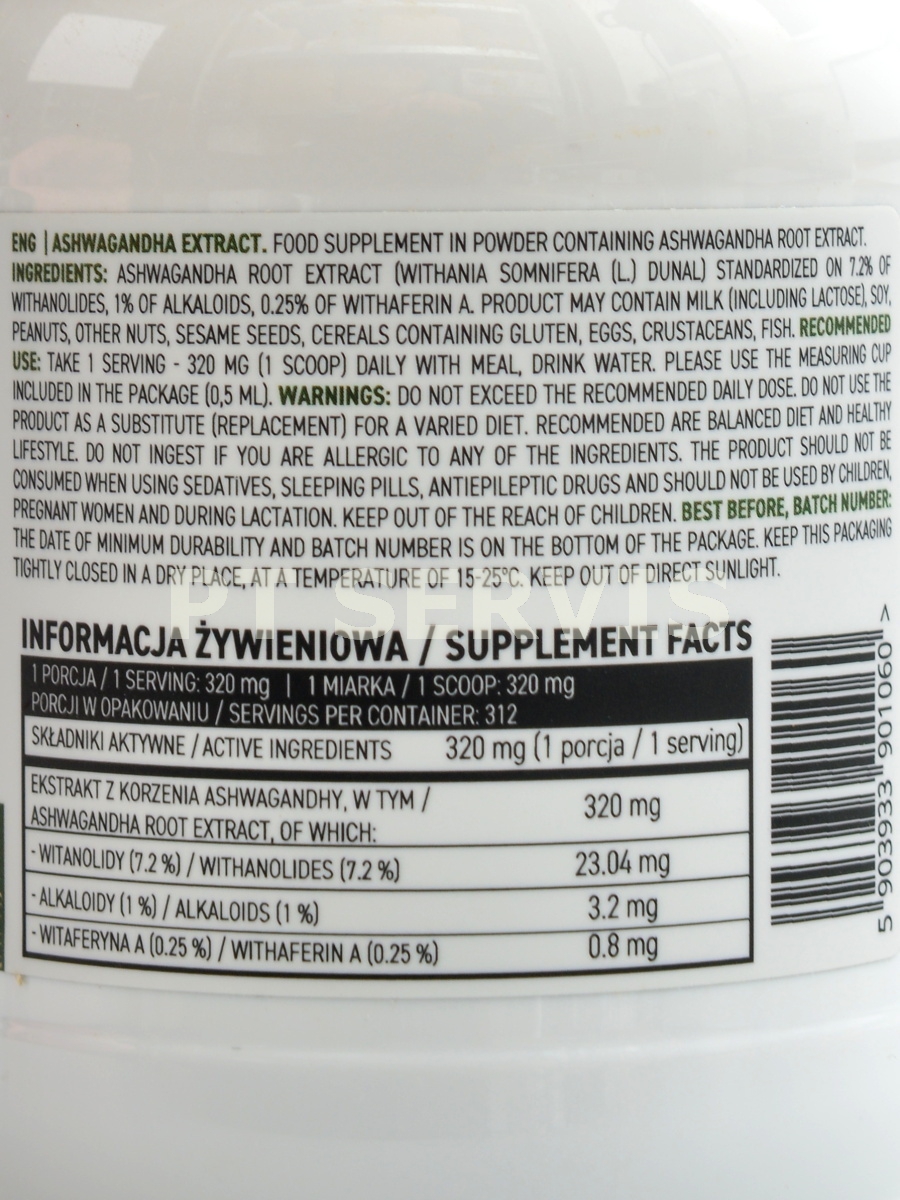 ENG | ASHWAGANDHA EXTRACT. FOOD SUPPLEMENT IN POWDER CONTAINING ASHWAGANDHA ROOT EXTRACT.
INGREDIENTS: ASHWAGANDHA ROOT EXTRACT (WITHANIA SOMNIFERA (L.) DUNAL) STANDARDIZED ON 7.2% OF
WITHANOLIDES, 1% OF ALKALOIDS, 0.25% OF WITHAFERIN A. PRODUCT MAY CONTAIN MILK (INCLUDING LACTOSE), SOY,
PEANUTS, OTHER NUTS, SESAME SEEDS, CEREALS CONTAINING GLUTEN, EGGS, CRUSTACEANS, FISH. RECOMMENDED
USE: TAKE 1 SERVING - 320 MG (1 SCOOP) DAILY WITH MEAL, DRINK WATER. PLEASE USE THE MEASURING CUP
INCLUDED IN THE PACKAGE (0,5 ML). WARNINGS: DO NOT EXCEED THE RECOMMENDED DAILY DOSE. DO NOT USE THE
PRODUCT AS A SUBSTITUTE (REPLACEMENT) FOR A VARIED DIET. RECOMMENDED ARE BALANCED DIET AND HEALTHY
LIFESTYLE. DO NOT INGEST IF YOU ARE ALLERGIC TO ANY OF THE INGREDIENTS. THE PRODUCT SHOULD NOT BE
CONSUMED WHEN USING SEDATIVES, SLEEPING PILLS, ANTIEPILEPTIC DRUGS AND SHOULD NOT BE USED BY CHILDREN,
PREGNANT WOMEN AND DURING LACTATION. KEEP OUT OF THE REACH OF CHILDREN. BEST BEFORE, BATCH NUMBER:
THE DATE OF MINIMUM DURABILITY AND BATCH NUMBER IS ON THE BOTTOM OF THE PACKAGE. KEEP THIS PACKAGING
TIGHTLY CLOSED IN A DRY PLACE, AT A TEMPERATURE OF 15-25°C. KEEP OUT OF DIRECT SUNLIGHT.
PT SERVIS
INFORMACJA ŻYWIENIOWA / SUPPLEMENT FACTS
1 PORCJA / 1 SERVING: 320 mg | 1 MIARKA / 1 SCOOP: 320 mg
PORCJI W OPAKOWANIU / SERVINGS PER CONTAINER: 312
SKŁADNIKI AKTYWNE / ACTIVE INGREDIENTS 320 mg (1 porcja / 1 serving)
EKSTRAKT Z KORZENIA ASHWAGANDHY, W TYM /
ASHWAGANDHA ROOT EXTRACT, OF WHICH: 320 mg
- WITANOLIDY (7.2 %) / WITHANOLIDES (7.2 %) 23.04 mg
- ALKALOIDY (1 %) / ALKALOIDS (1 %) 3.2 mg
- WITAFERYNA A (0.25 %) / WITHAFERIN A (0.25 %) 0.8 mg
5 903933 901060 >